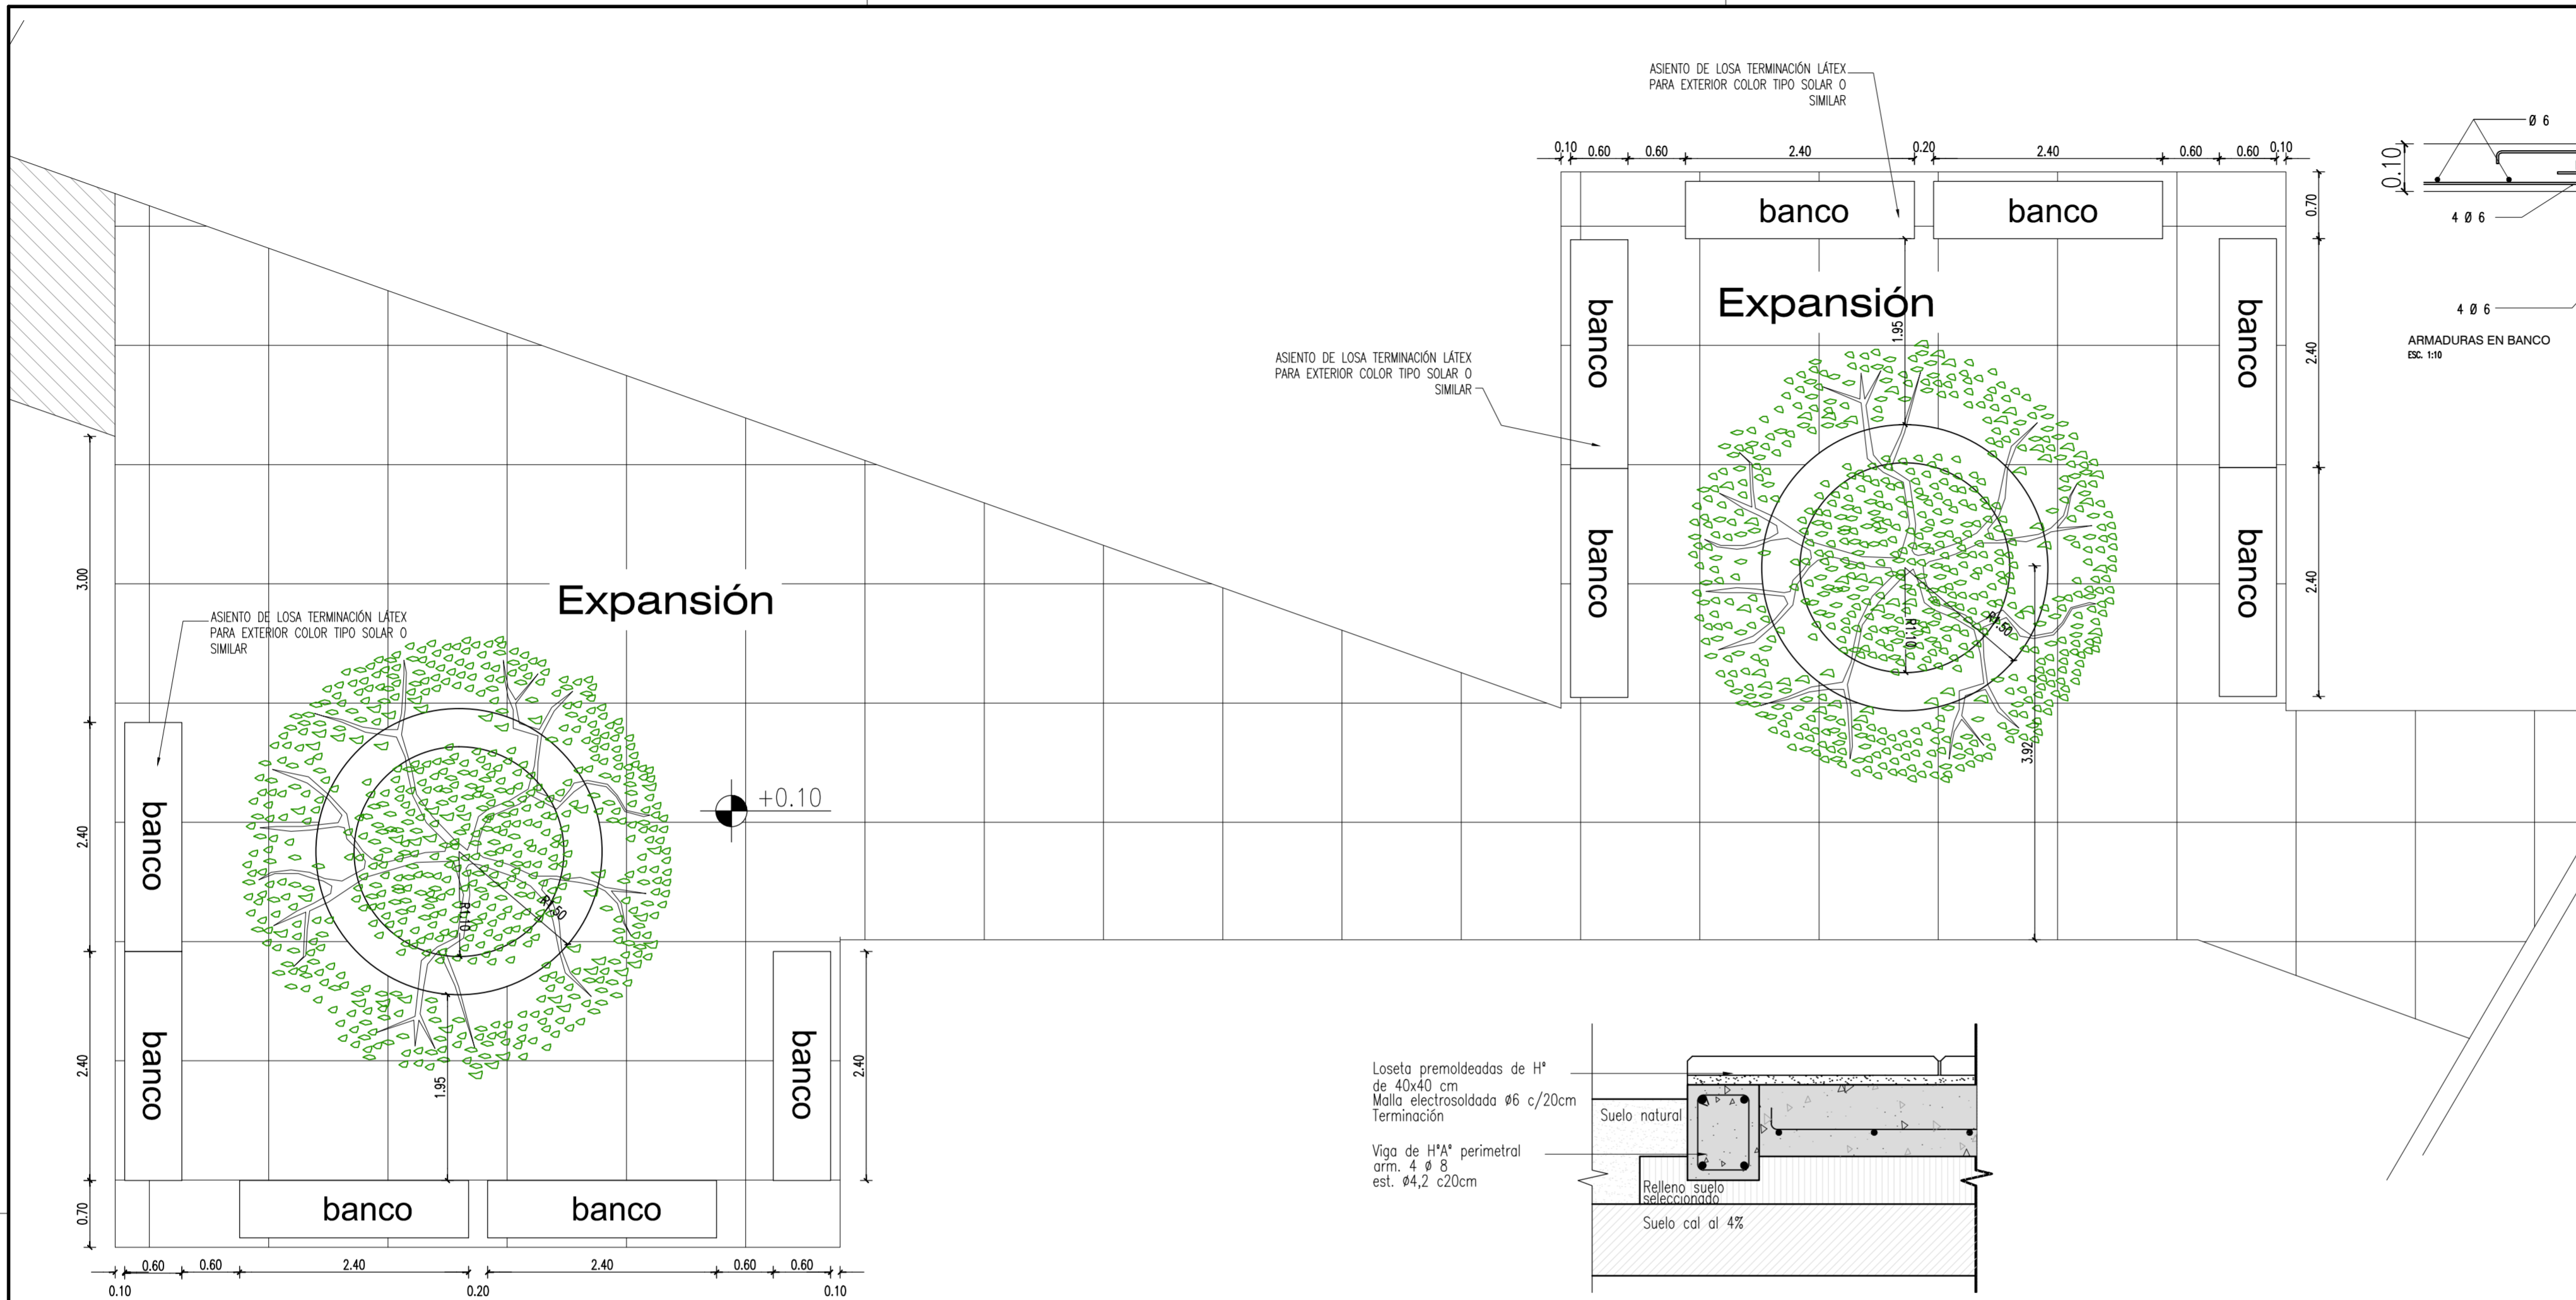 ASIENTO DE LOSA TERMINACIÓN LÁTEX
PARA EXTERIOR COLOR TIPO SOLAR O
SIMILAR
0.10
0.60
0.60
2.40
0.20
2.40
0.60
0.60
0.10
banco
banco
0.70
banco
Expansión
1.95
banco
2.40
ASIENTO DE LOSA TERMINACIÓN LÁTEX
PARA EXTERIOR COLOR TIPO SOLAR O
SIMILAR
banco
R1.10
R1.50
banco
2.40
3.92
Ø 6
0.10
4 Ø 6
4 Ø 6
ARMADURAS EN BANCO
ESC. 1:10
3.00
Expansión
ASIENTO DE LOSA TERMINACIÓN LÁTEX
PARA EXTERIOR COLOR TIPO SOLAR O
SIMILAR
+0.10
2.40
banco
R1.10
R1.50
2.40
banco
1.95
banco
2.40
0.70
banco
banco
0.60
0.60
2.40
2.40
0.60
0.60
0.10
0.20
0.10
Loseta premoldeadas de Hº
de 40x40 cm
Malla electrosoldada ø6 c/20cm
Terminación
Viga de HºAº perimetral
arm. 4 ø 8
est. ø4,2 c20cm
Suelo natural
Relleno suelo
seleccionado
Suelo cal al 4%